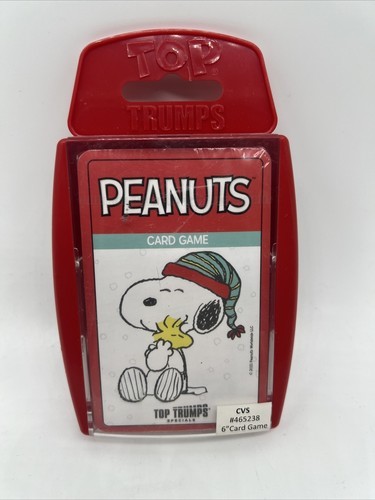 TOP
TRUMPS
PEANUTS
CARD GAME
TOP TRUMPS
SPECIALS
CVS
#465238
6"Card Game